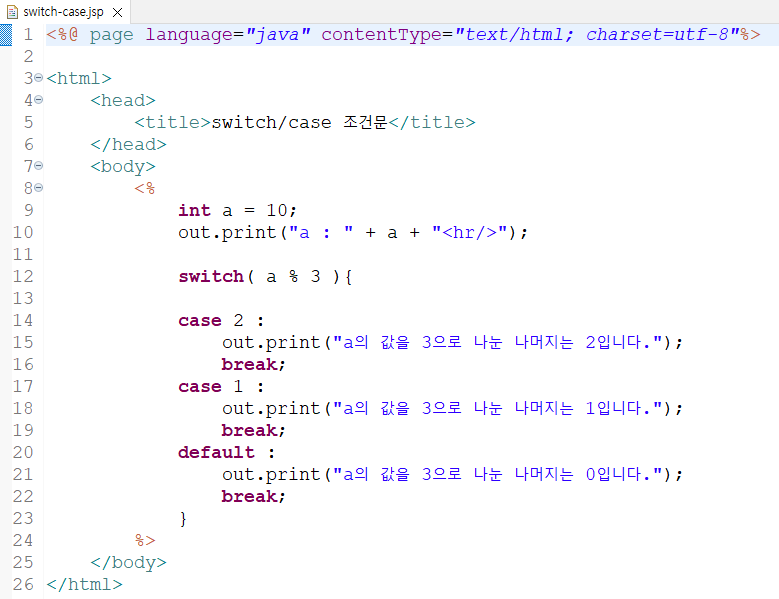 switch-case.jsp
1 <%@ page language="java" contentType="text/html; charset=utf-8"%>
2
3 <html>
4     <head>
5         <title>switch/case 조건문</title>
6     </head>
7     <body>
8         <%
9             int a = 10;
10             out.print("a : " + a + "<hr/>");
11
12             switch( a % 3 ){
13
14             case 2 :
15                 out.print("a의 값을 3으로 나눈 나머지는 2입니다.");
16                 break;
17             case 1 :
18                 out.print("a의 값을 3으로 나눈 나머지는 1입니다.");
19                 break;
20             default :
21                 out.print("a의 값을 3으로 나눈 나머지는 0입니다.");
22                 break;
23             }
24         %>
25     </body>
26 </html>